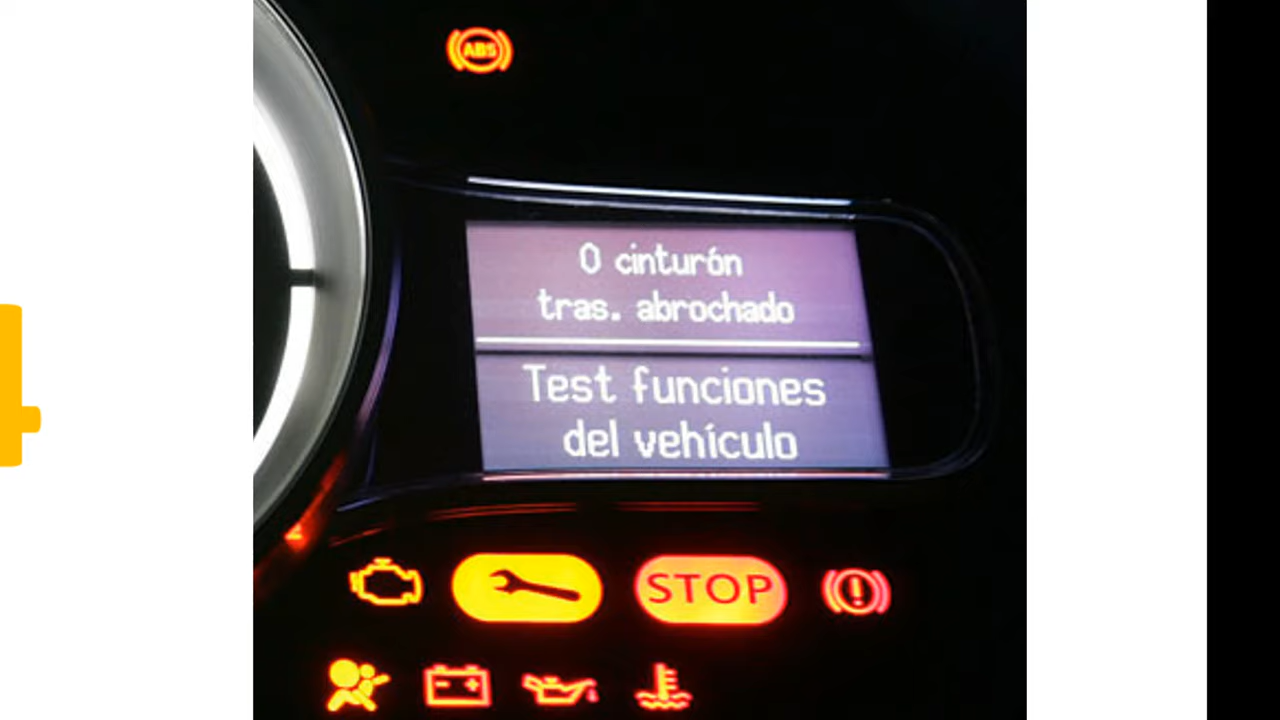 ABS
0 cinturón
tras. abrochado
Test funciones
del vehículo
STOP